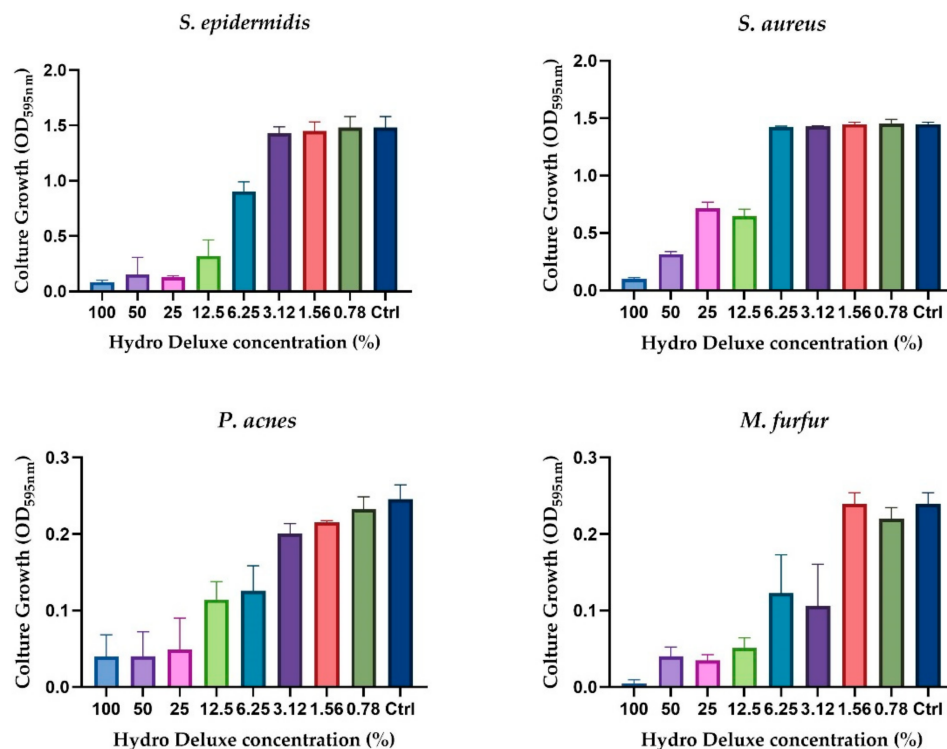 S. epidermidis
Colture Growth (OD595nm)
2.0
1.5
1.0
0.5
0.0
100 50 25 12.5 6.25 3.12 1.56 0.78 Ctrl
Hydro Deluxe concentration (%)
S. aureus
Colture Growth (OD595nm)
2.0
1.5
1.0
0.5
0.0
100 50 25 12.5 6.25 3.12 1.56 0.78 Ctrl
Hydro Deluxe concentration (%)
P. acnes
Colture Growth (OD595nm)
0.3
0.2
0.1
0.0
100 50 25 12.5 6.25 3.12 1.56 0.78 Ctrl
Hydro Deluxe concentration (%)
M. furfur
Colture Growth (OD595nm)
0.3
0.2
0.1
0.0
100 50 25 12.5 6.25 3.12 1.56 0.78 Ctrl
Hydro Deluxe concentration (%)